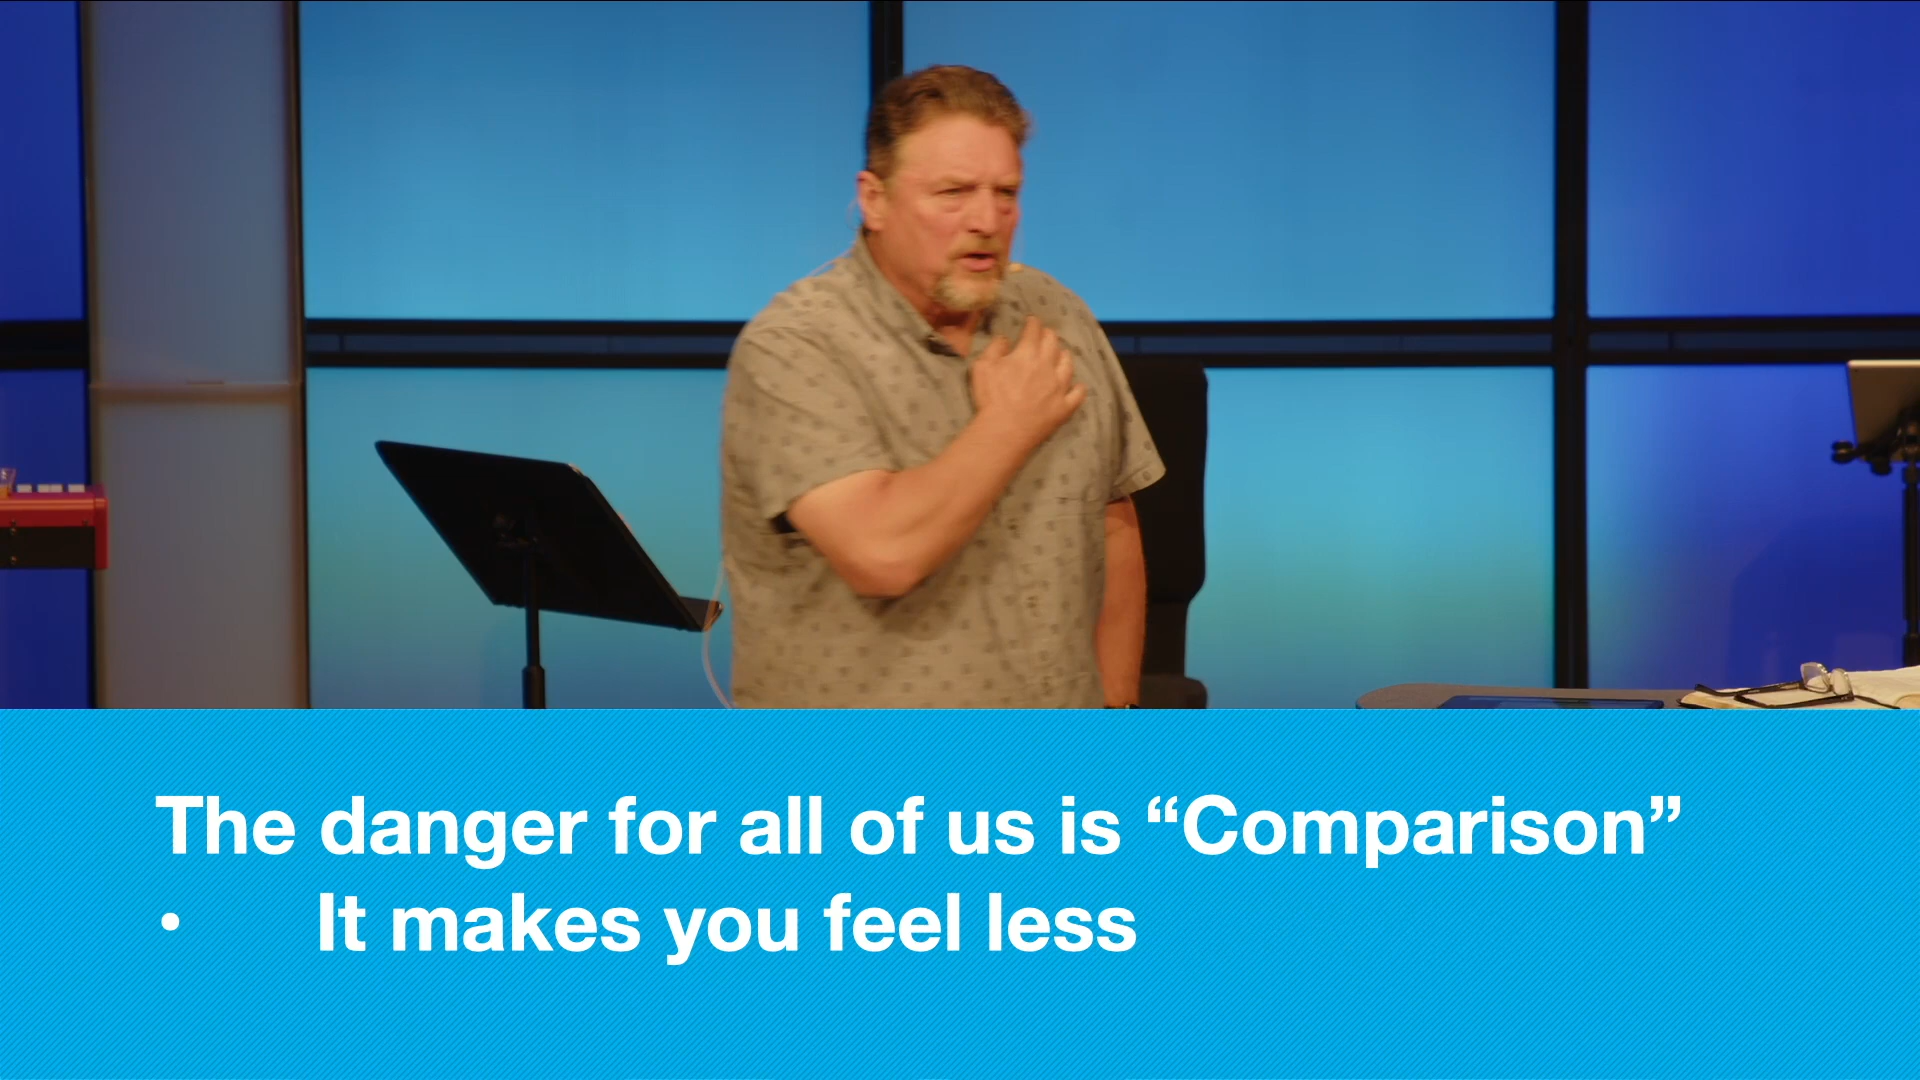 The danger for all of us is “Comparison”
• It makes you feel less